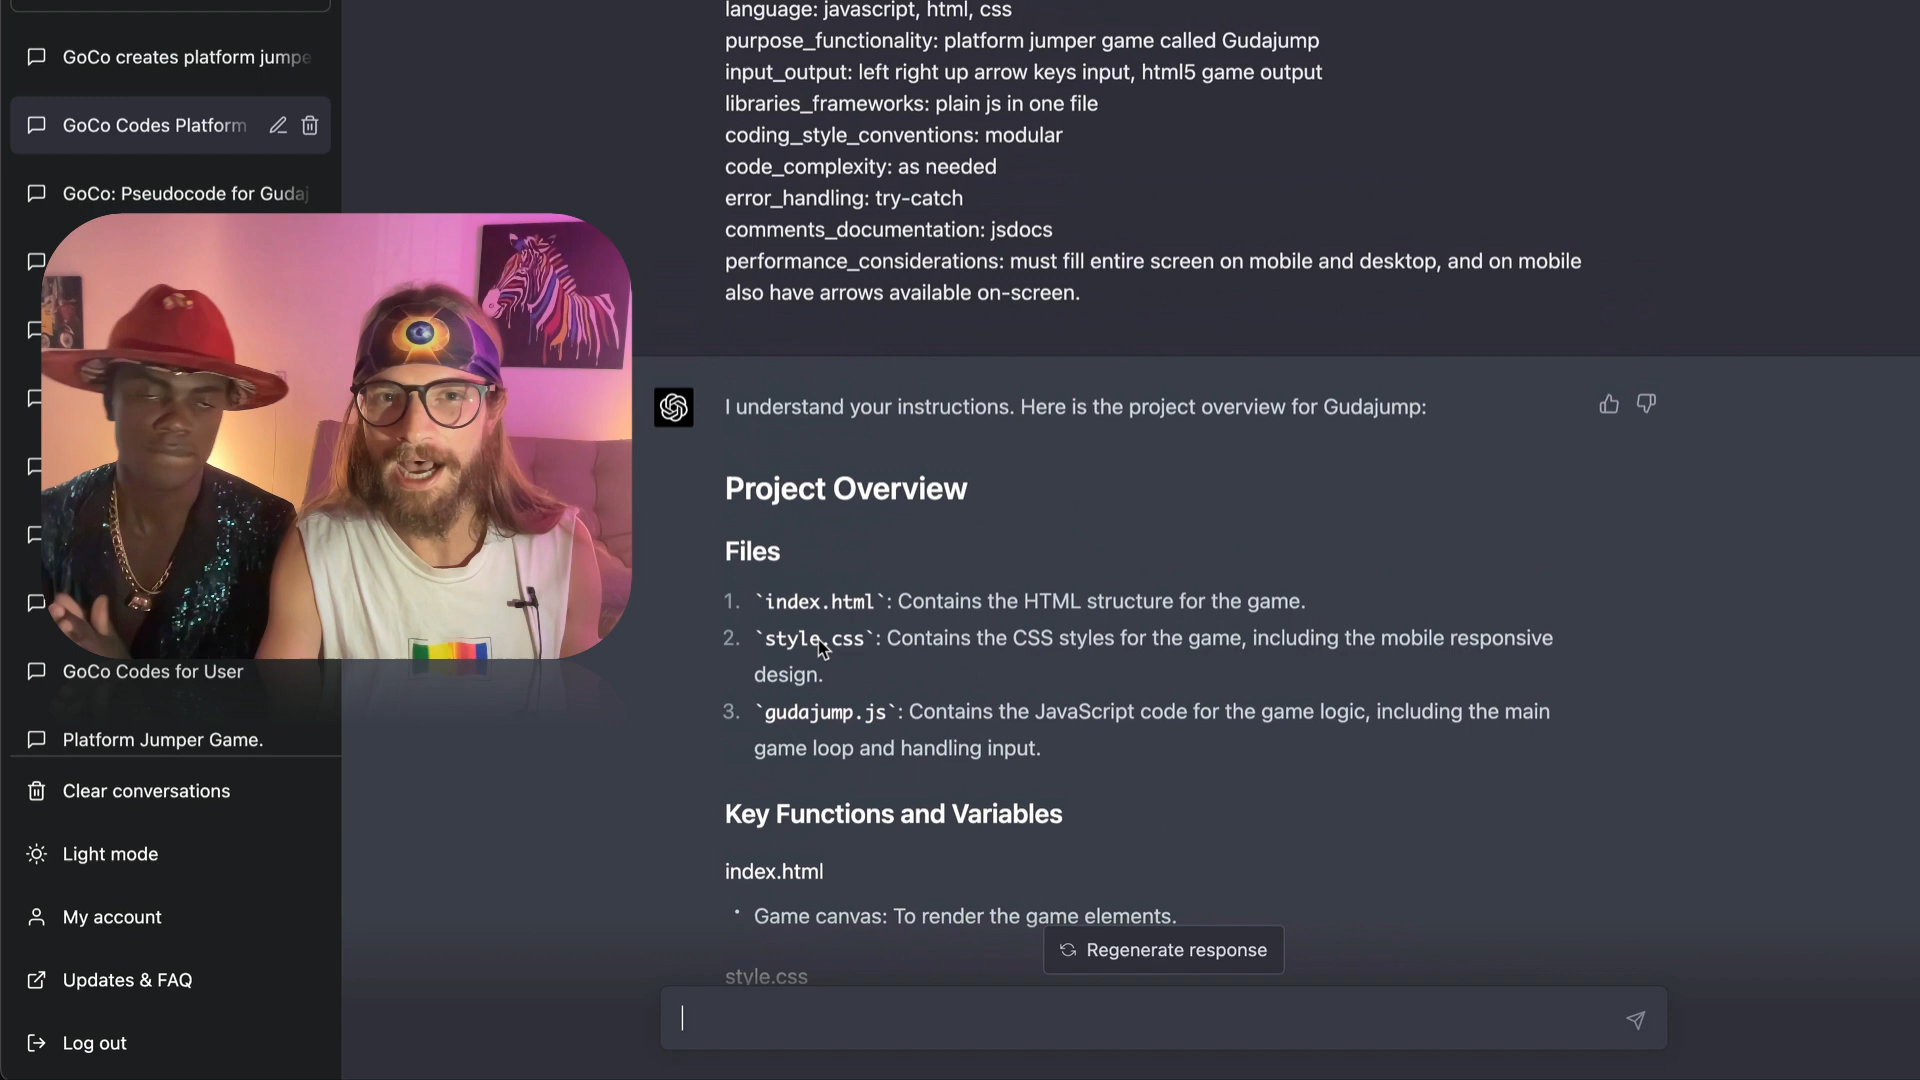 GoCo creates platform jumpe
GoCo Codes Platform
GoCo: Pseudocode for Gudaj
GoCo Codes for User
Platform Jumper Game.
Clear conversations
Light mode
My account
Updates & FAQ
Log out
language: javascript, html, css
purpose_functionality: platform jumper game called Gudajump
input_output: left right up arrow keys input, html5 game output
libraries_frameworks: plain js in one file
coding_style_conventions: modular
code_complexity: as needed
error_handling: try-catch
comments_documentation: jsdocs
performance_considerations: must fill entire screen on mobile and desktop, and on mobile
also have arrows available on-screen.
I understand your instructions. Here is the project overview for Gudajump:
Project Overview
Files
1. `index.html`: Contains the HTML structure for the game.
2. `style.css`: Contains the CSS styles for the game, including the mobile responsive
design.
3. `gudajump.js`: Contains the JavaScript code for the game logic, including the main
game loop and handling input.
Key Functions and Variables
index.html
• Game canvas: To render the game elements.
Regenerate response
style.css